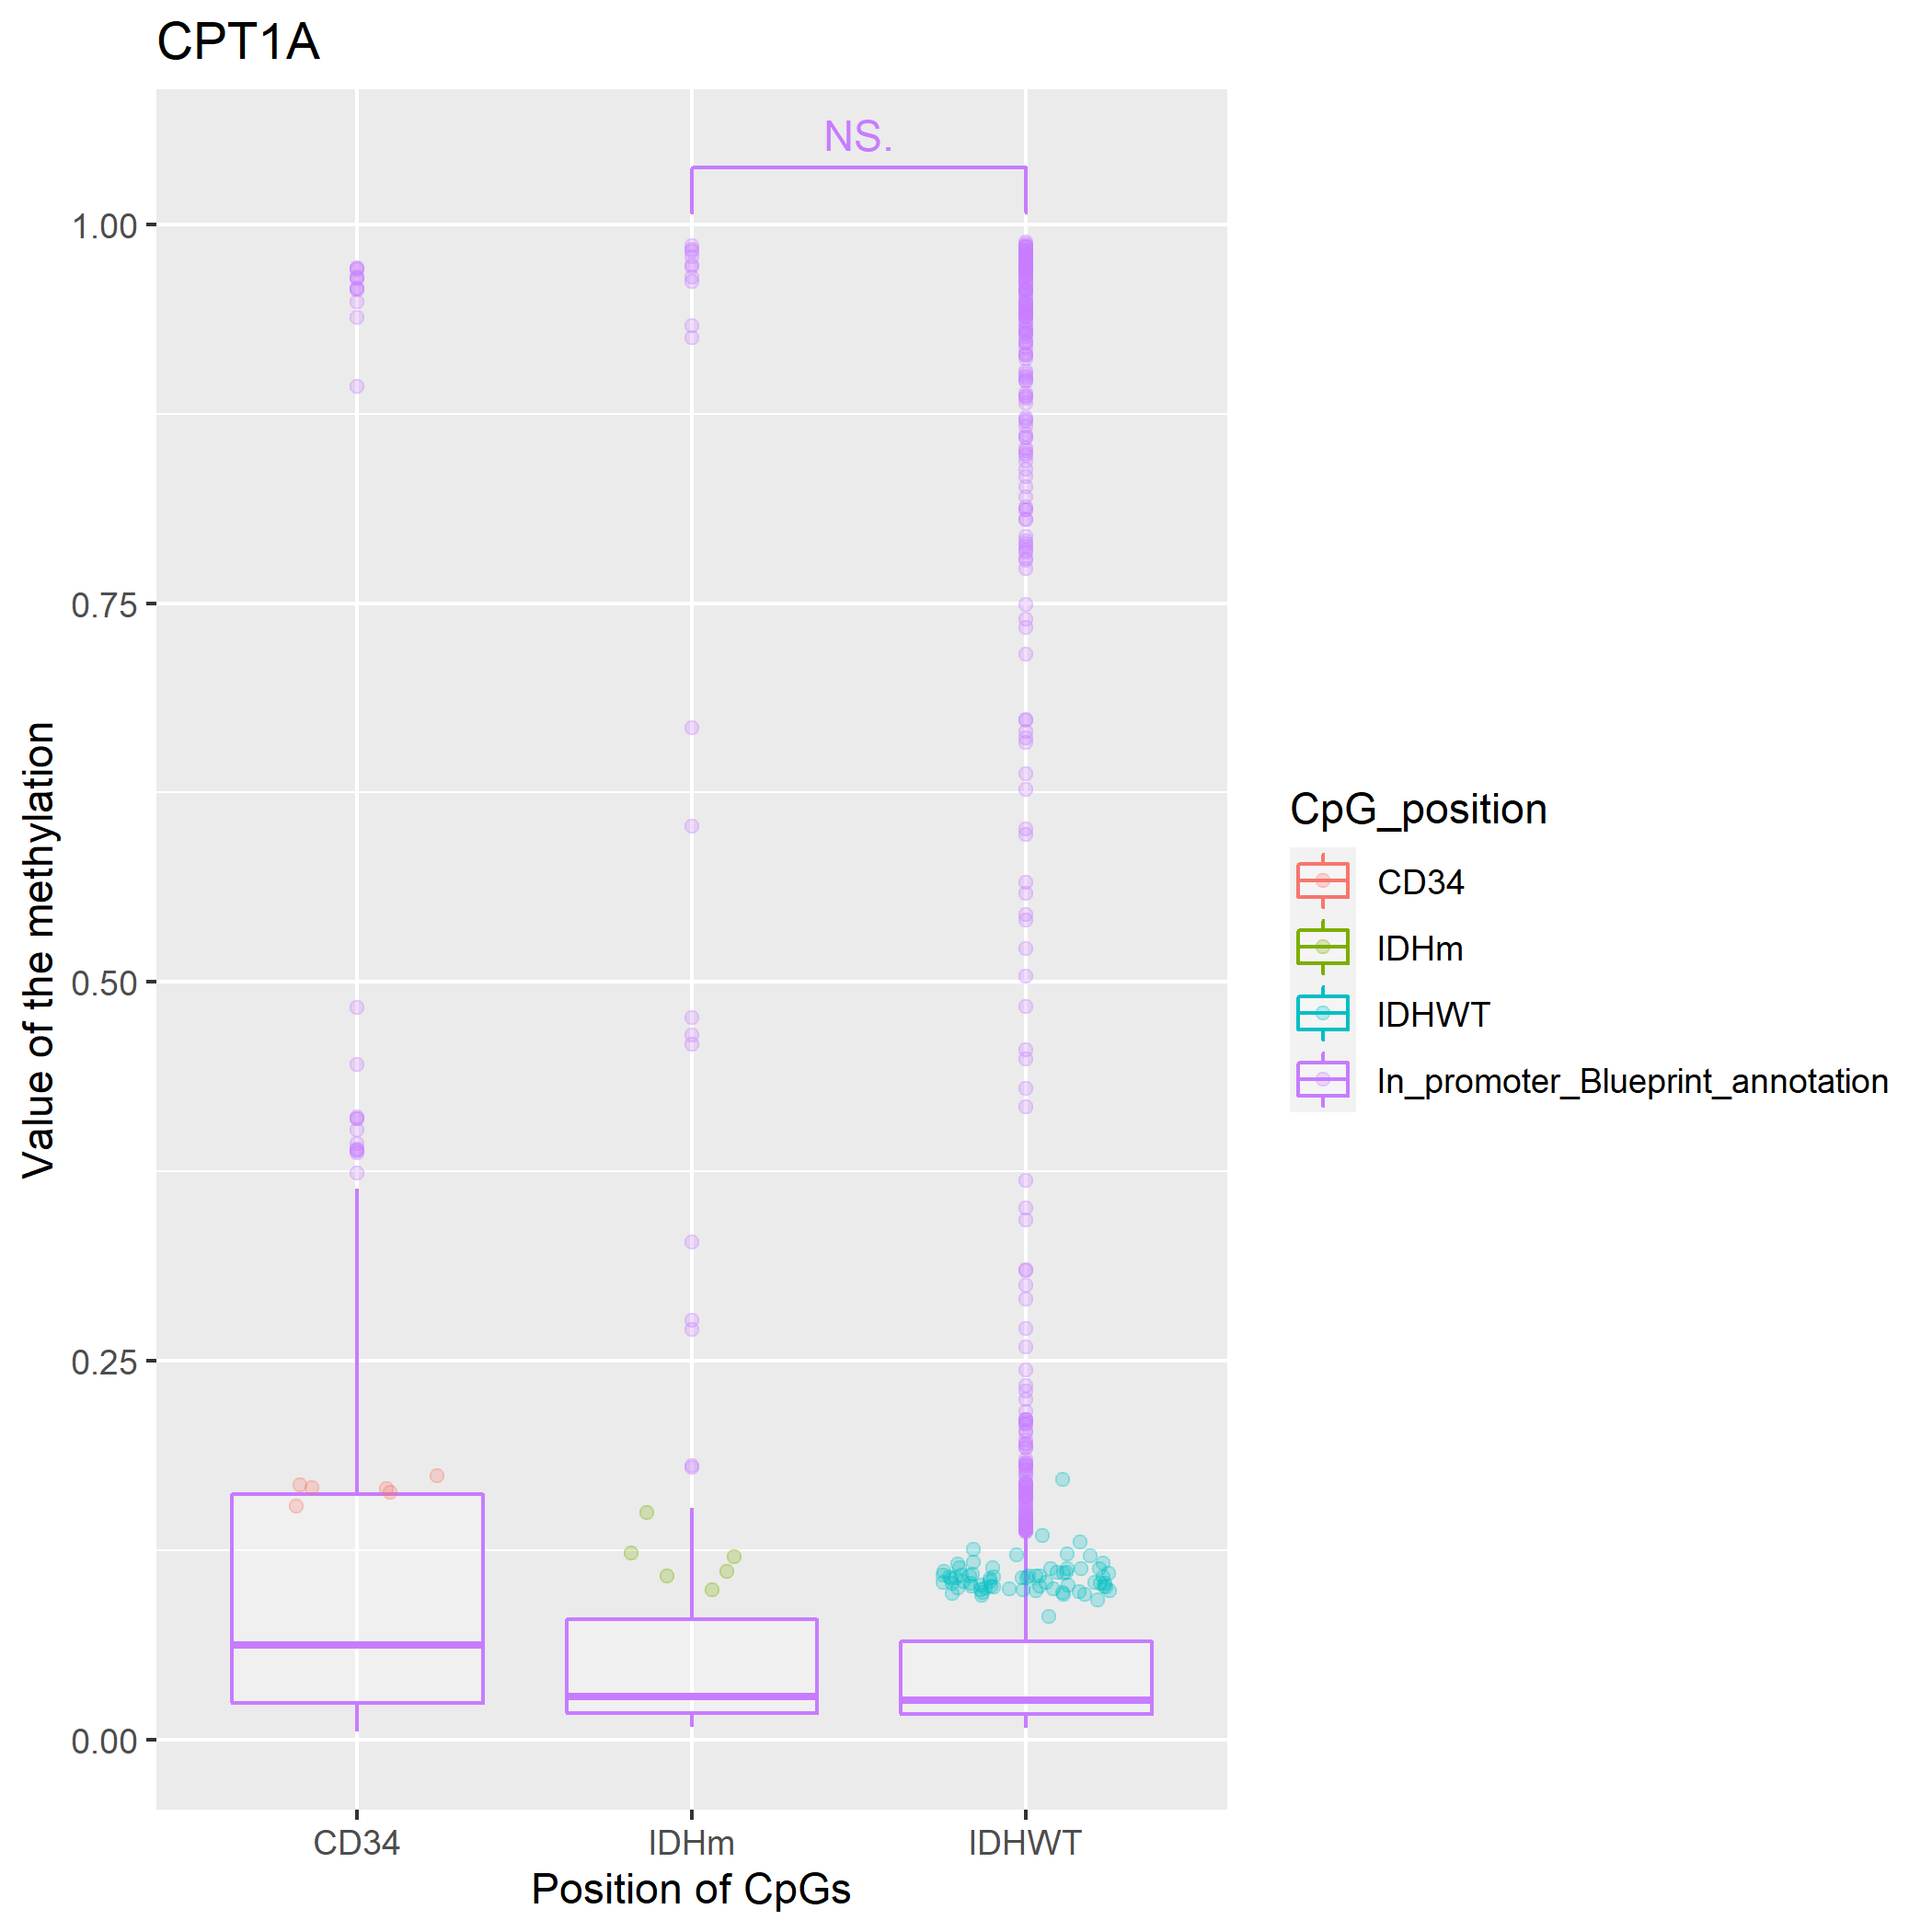 CPT1A
NS.
1.00
0.75
0.50
0.25
0.00
Value of the methylation
CD34
IDHm
IDHWT
Position of CpGs
CpG_position
CD34
IDHm
IDHWT
In_promoter_Blueprint_annotation